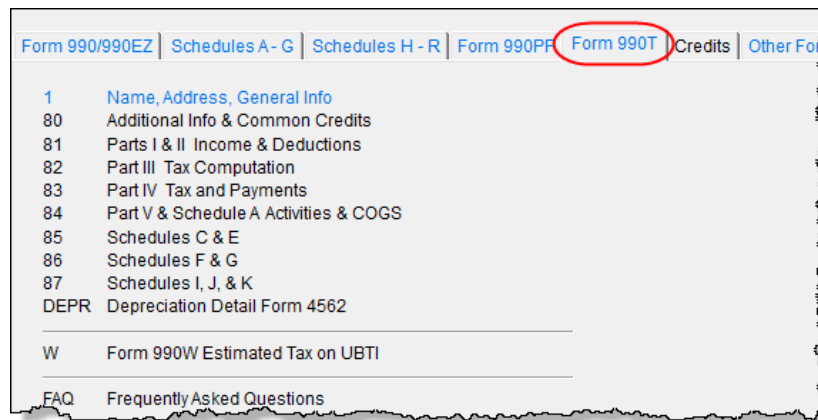 Form 990/990EZ Schedules A - G Schedules H - R Form 990PF Form 990T Credits Other For
1 Name, Address, General Info
80 Additional Info & Common Credits
81 Parts I & II Income & Deductions
82 Part III Tax Computation
83 Part IV Tax and Payments
84 Part V & Schedule A Activities & COGS
85 Schedules C & E
86 Schedules F & G
87 Schedules I, J, & K
DEPR Depreciation Detail Form 4562
W Form 990W Estimated Tax on UBTI
FAQ Frequently Asked Questions